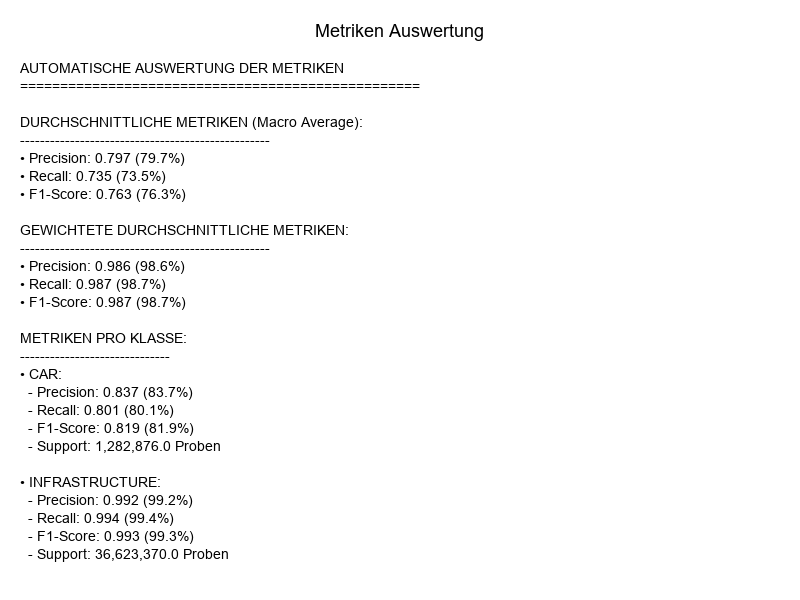 Metriken Auswertung
AUTOMATISCHE AUSWERTUNG DER METRIKEN
==================================================
DURCHSCHNITTLICHE METRIKEN (Macro Average):
--------------------------------------------------
• Precision: 0.797 (79.7%)
• Recall: 0.735 (73.5%)
• F1-Score: 0.763 (76.3%)
GEWICHTETE DURCHSCHNITTLICHE METRIKEN:
--------------------------------------------------
• Precision: 0.986 (98.6%)
• Recall: 0.987 (98.7%)
• F1-Score: 0.987 (98.7%)
METRIKEN PRO KLASSE:
------------------------------
• CAR:
- Precision: 0.837 (83.7%)
- Recall: 0.801 (80.1%)
- F1-Score: 0.819 (81.9%)
- Support: 1,282,876.0 Proben
• INFRASTRUCTURE:
- Precision: 0.992 (99.2%)
- Recall: 0.994 (99.4%)
- F1-Score: 0.993 (99.3%)
- Support: 36,623,370.0 Proben